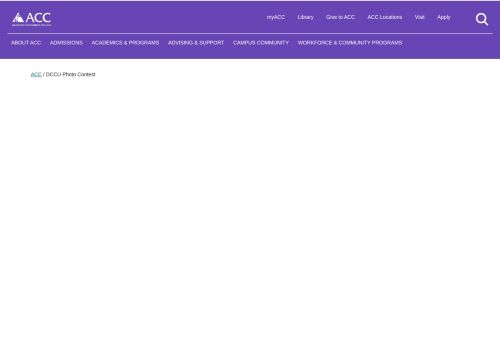 ACC
myACC Library Give to ACC ACC Locations Visit Apply
ABOUT ACC ADMISSIONS ACADEMICS & PROGRAMS ADVISING & SUPPORT CAMPUS COMMUNITY WORKFORCE & COMMUNITY PROGRAMS
ACC / DCCU Photo Contest